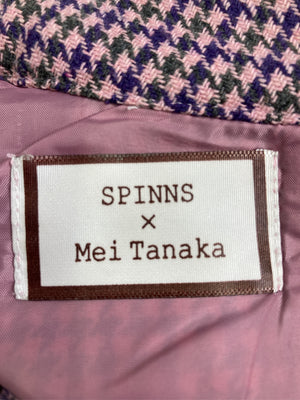 SPINNS
×
Mei Tanaka